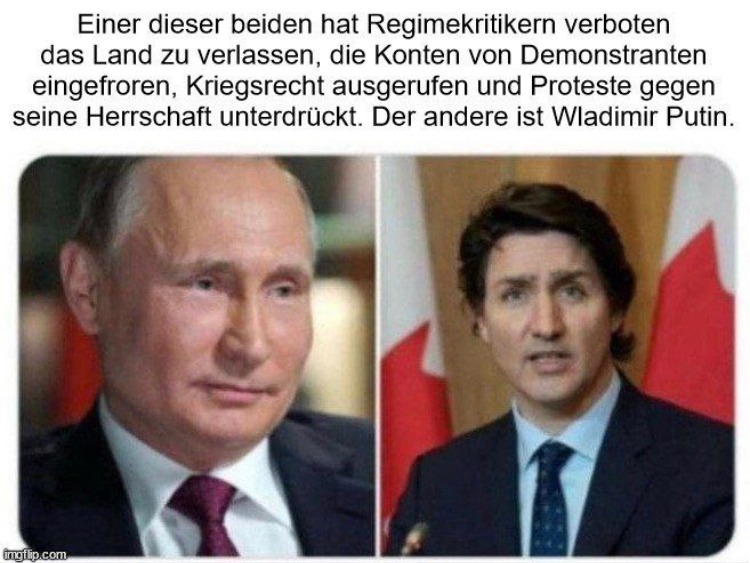 Einer dieser beiden hat Regimekritikern verboten
das Land zu verlassen, die Konten von Demonstranten
eingefroren, Kriegsrecht ausgerufen und Proteste gegen
seine Herrschaft unterdrückt. Der andere ist Wladimir Putin.
imgflip.com